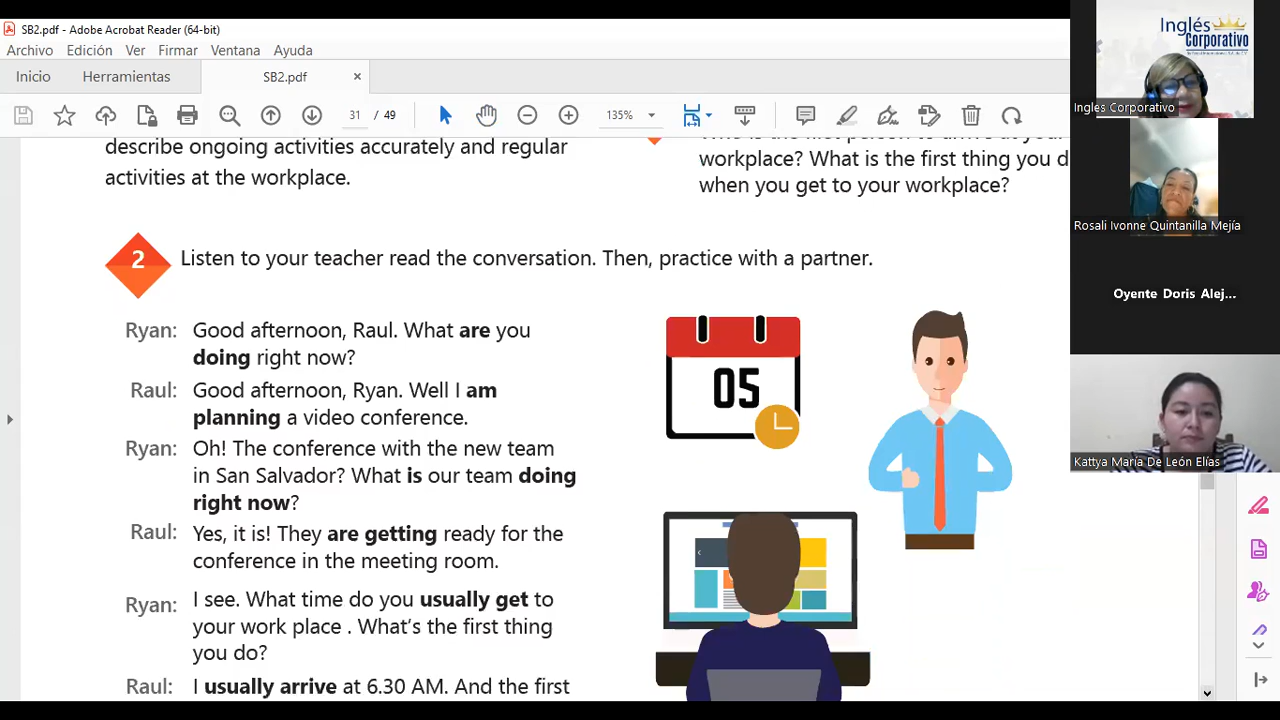 SB2.pdf - Adobe Acrobat Reader (64-bit)
Archivo Edición Ver Firmar Ventana Ayuda
Inicio Herramientas SB2.pdf ×
31 / 49 135%
describe ongoing activities accurately and regular
activities at the workplace.
workplace? What is the first thing you d
when you get to your workplace?
2 Listen to your teacher read the conversation. Then, practice with a partner.
Ryan: Good afternoon, Raul. What are you
doing right now?
Raul: Good afternoon, Ryan. Well I am
planning a video conference.
Ryan: Oh! The conference with the new team
in San Salvador? What is our team doing
right now?
Raul: Yes, it is! They are getting ready for the
conference in the meeting room.
Ryan: I see. What time do you usually get to
your work place . What's the first thing
you do?
Raul: I usually arrive at 6.30 AM. And the first
05
Inglés
Corporativo
Ingles Corporativo
Rosali Ivonne Quintanilla Mejía
Oyente Doris Alej...
Kattya María De León Elías